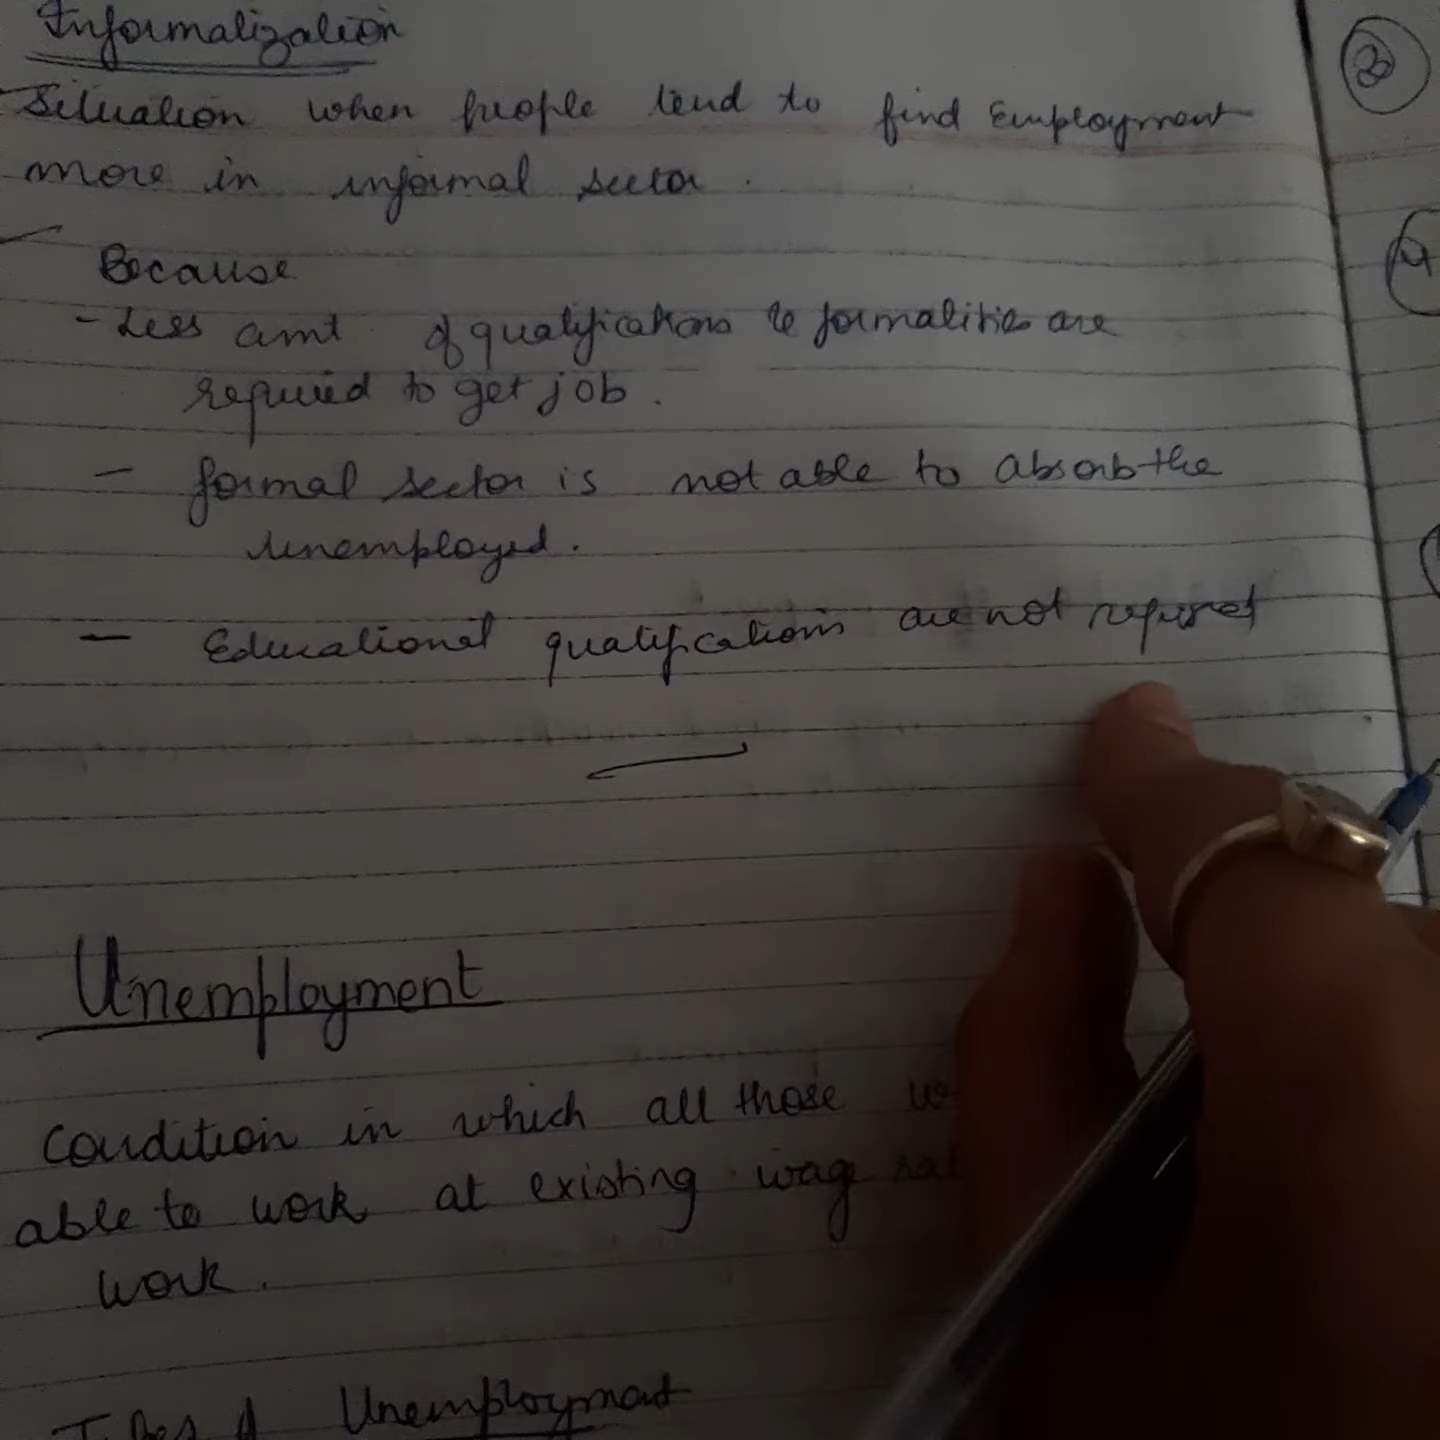 Informalization
Situation when people tend to find Employment
more in informal sector.
Because
- Less amt of qualifications & formalities are
required to get job.
- formal sector is not able to absorb the
unemployed.
- Educational qualifications are not required
Unemployment
Condition in which all those
able to work at existing wage
work.
Types of Unemployment